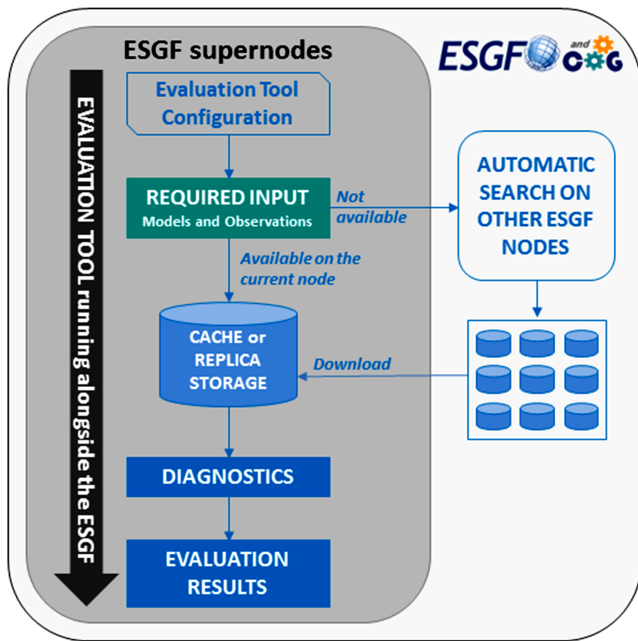 ESGF supernodes
ESGF and CoG
EVALUATION TOOL running alongside the ESGF
Evaluation Tool
Configuration
REQUIRED INPUT
Models and Observations
Not
available
AUTOMATIC
SEARCH ON
OTHER ESGF
NODES
Available on the
current node
CACHE or
REPLICA
STORAGE
Download
DIAGNOSTICS
EVALUATION
RESULTS